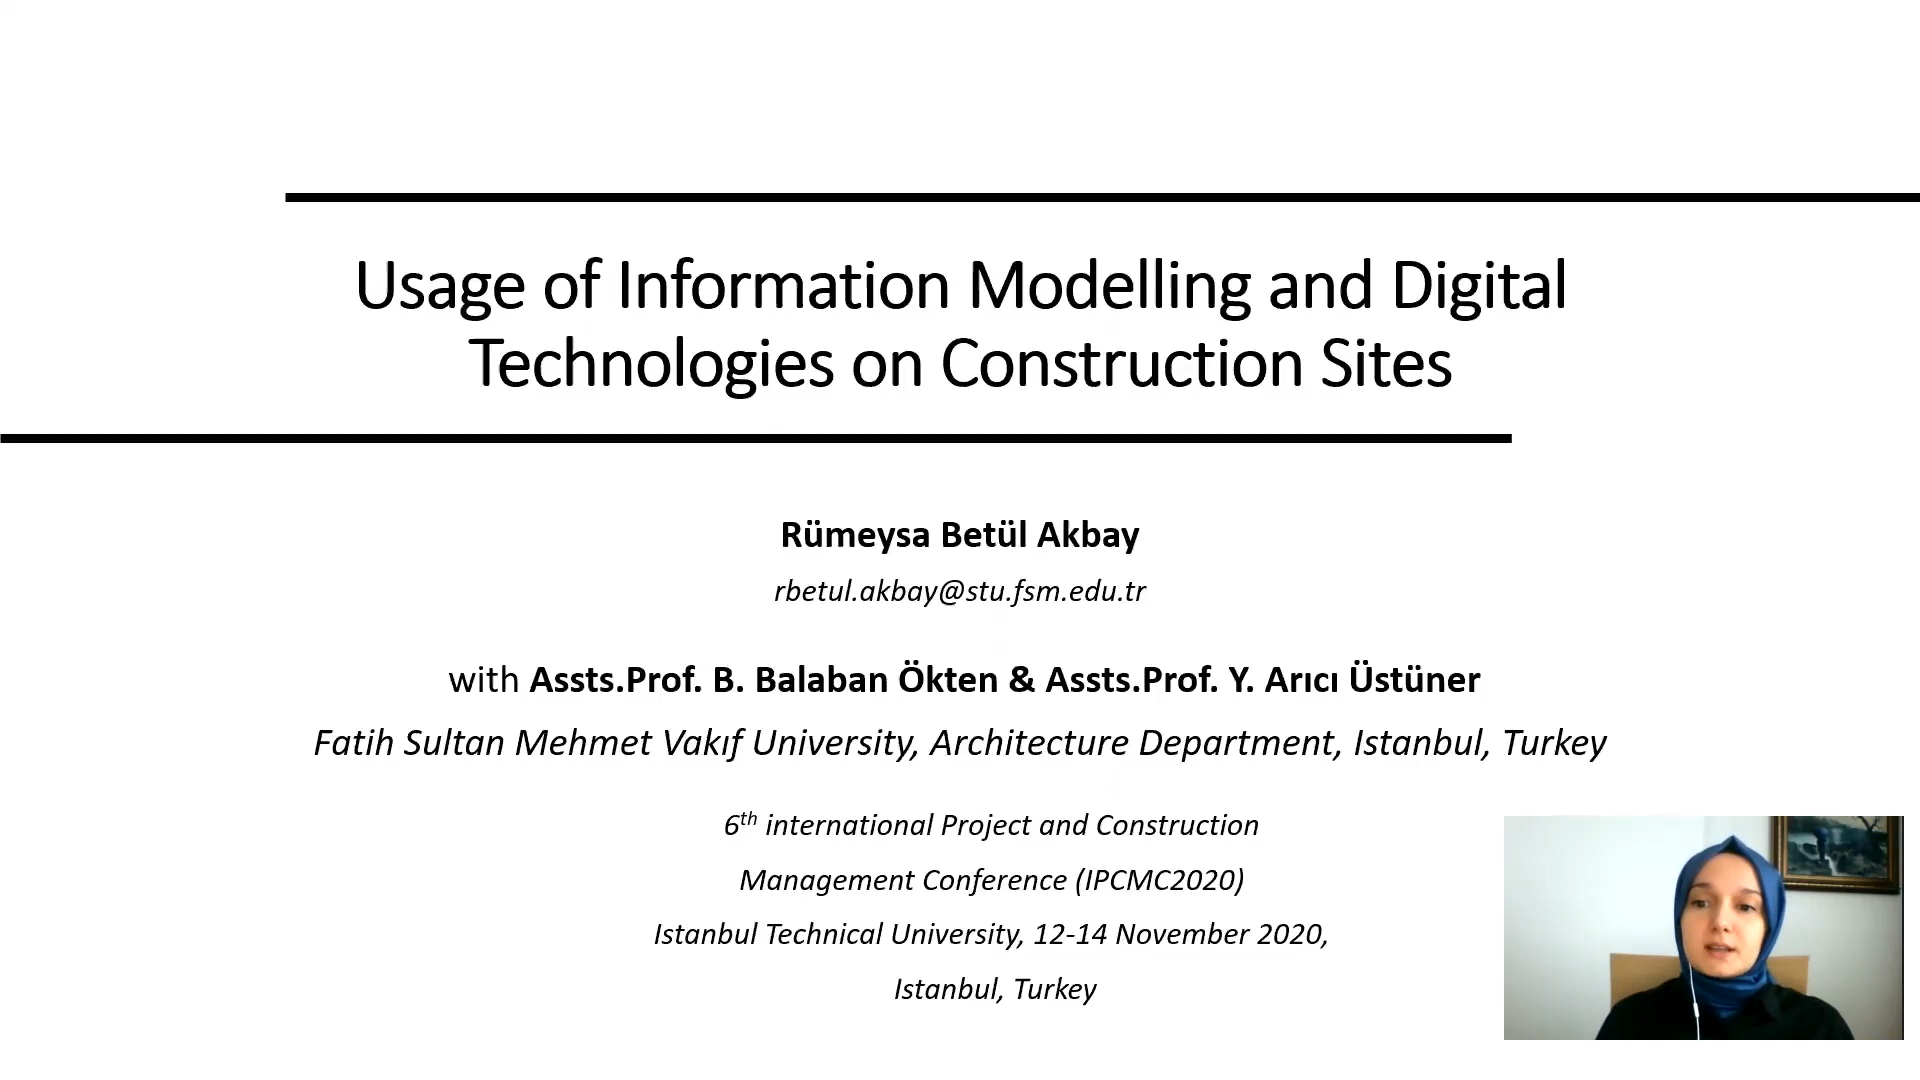 Usage of Information Modelling and Digital
Technologies on Construction Sites
Rümeysa Betül Akbay
rbetul.akbay@stu.fsm.edu.tr
with Assts.Prof. B. Balaban Ökten & Assts.Prof. Y. Arıcı Üstüner
Fatih Sultan Mehmet Vakıf University, Architecture Department, Istanbul, Turkey
6th international Project and Construction
Management Conference (IPCMC2020)
Istanbul Technical University, 12-14 November 2020,
Istanbul, Turkey